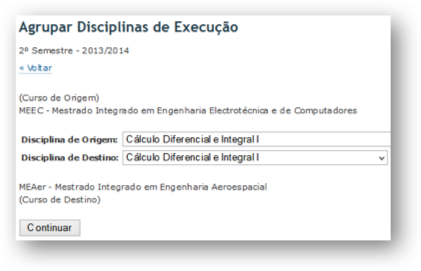 Agrupar Disciplinas de Execução
2º Semestre - 2013/2014
« Voltar
(Curso de Origem)
MEEC - Mestrado Integrado em Engenharia Electrotécnica e de Computadores
Disciplina de Origem: Cálculo Diferencial e Integral I
Disciplina de Destino: Cálculo Diferencial e Integral I
MEAer - Mestrado Integrado em Engenharia Aeroespacial
(Curso de Destino)
Continuar